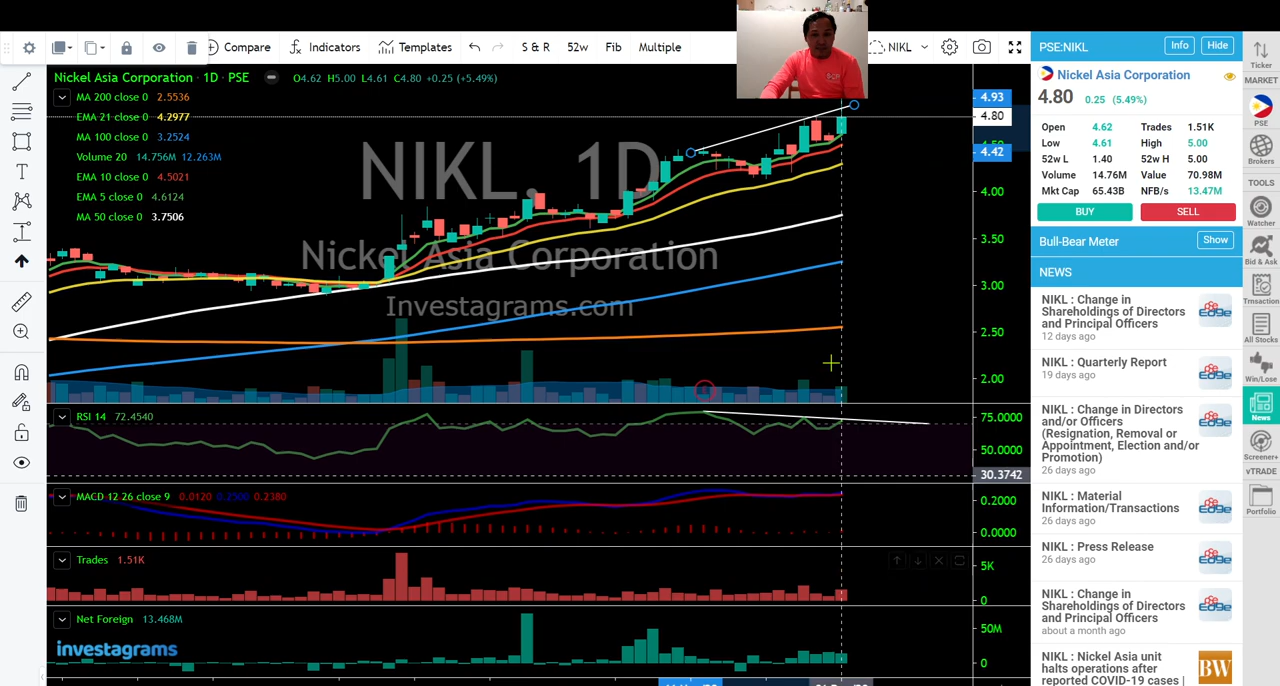 Compare
Indicators
Templates
S & R
52w
Fib
Multiple
NIKL
PSE:NIKL
Info
Hide
Nickel Asia Corporation · 1D · PSE
O4.62 H5.00 L4.61 C4.80 +0.25 (+5.49%)
MA 200 close 0 2.5536
EMA 21 close 0 4.2977
MA 100 close 0 3.2524
Volume 20 14.756M 12.263M
EMA 10 close 0 4.5021
EMA 5 close 0 4.6124
MA 50 close 0 3.7506
NIKL, 1D
Nickel Asia Corporation
Investagrams.com
4.93
4.80
4.42
4.00
3.50
3.00
2.50
2.00
RSI 14 72.4540
75.0000
50.0000
30.3742
MACD 12 26 close 9 0.0120 0.2500 0.2380
0.2000
0.0000
Trades 1.51K
5K
0
Net Foreign 13.468M
50M
0
investagrams
Nickel Asia Corporation
4.80 0.25 (5.49%)
Open 4.62 Trades 1.51K
Low 4.61 High 5.00
52w L 1.40 52w H 5.00
Volume 14.76M Value 70.98M
Mkt Cap 65.43B NFB/s 13.47M
BUY
SELL
Bull-Bear Meter
Show
NEWS
NIKL : Change in
Shareholdings of Directors
and Principal Officers
12 days ago
NIKL : Quarterly Report
19 days ago
NIKL : Change in Directors
and/or Officers
(Resignation, Removal or
Appointment, Election and/or
Promotion)
26 days ago
NIKL : Material
Information/Transactions
26 days ago
NIKL : Press Release
26 days ago
NIKL : Change in
Shareholdings of Directors
and Principal Officers
about a month ago
NIKL : Nickel Asia unit
halts operations after
reported COVID-19 cases |
BW
Ticker
MARKET
PSE
Brokers
TOOLS
Watcher
Bid & Ask
Trnsaction
All Stocks
Win/Lose
News
Screener+
vTRADE
Portfolio